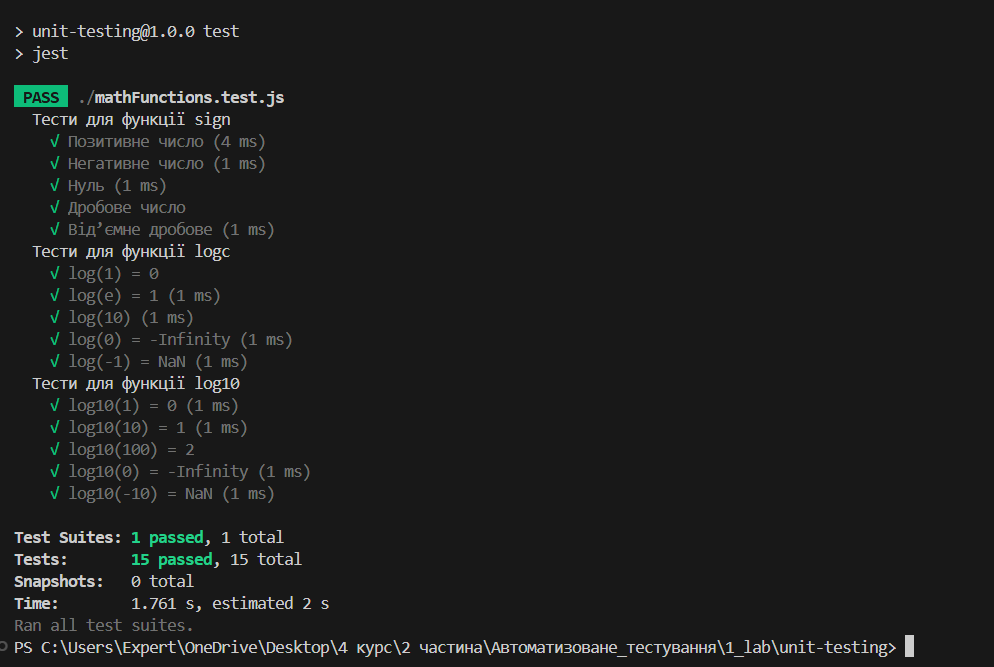 > unit-testing@1.0.0 test
> jest
PASS ./mathFunctions.test.js
Тести для функції sign
√ Позитивне число (4 ms)
√ Негативне число (1 ms)
√ Нуль (1 ms)
√ Дробове число
√ Від’ємне дробове (1 ms)
Тести для функції logc
√ log(1) = 0
√ log(e) = 1 (1 ms)
√ log(10) (1 ms)
√ log(0) = -Infinity (1 ms)
√ log(-1) = NaN (1 ms)
Тести для функції log10
√ log10(1) = 0 (1 ms)
√ log10(10) = 1 (1 ms)
√ log10(100) = 2
√ log10(0) = -Infinity (1 ms)
√ log10(-10) = NaN (1 ms)
Test Suites: 1 passed, 1 total
Tests: 15 passed, 15 total
Snapshots: 0 total
Time: 1.761 s, estimated 2 s
Ran all test suites.
PS C:\Users\Expert\OneDrive\Desktop\4 курс\2 частина\Автоматизоване_тестування\1_lab\unit-testing>